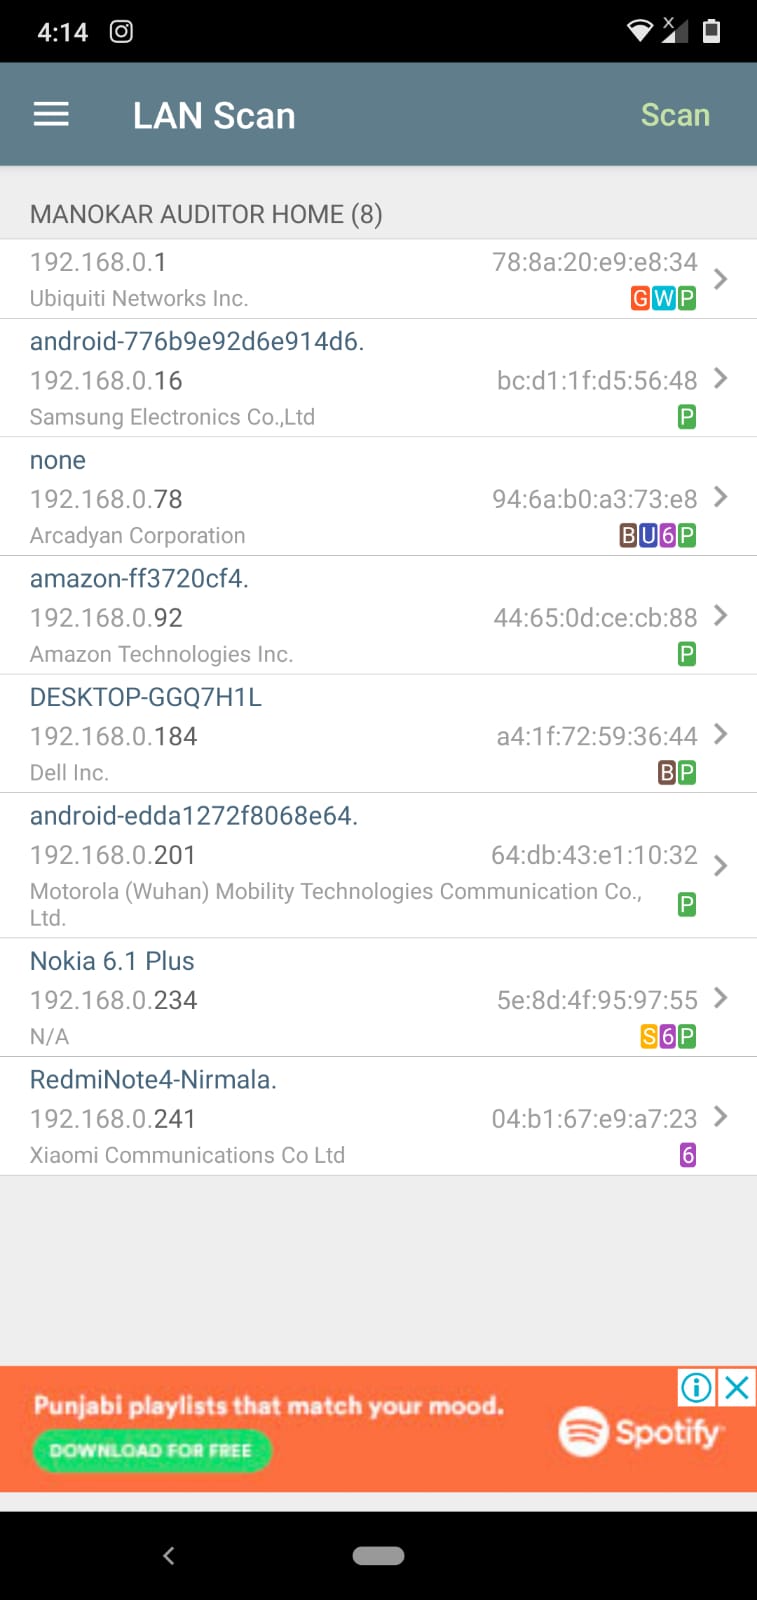 4:14
LAN Scan
Scan
MANOKAR AUDITOR HOME (8)
192.168.0.1 78:8a:20:e9:e8:34
Ubiquiti Networks Inc. G W P
android-776b9e92d6e914d6.
192.168.0.16 bc:d1:1f:d5:56:48
Samsung Electronics Co.,Ltd P
none
192.168.0.78 94:6a:b0:a3:73:e8
Arcadyan Corporation B U 6 P
amazon-ff3720cf4.
192.168.0.92 44:65:0d:ce:cb:88
Amazon Technologies Inc. P
DESKTOP-GGQ7H1L
192.168.0.184 a4:1f:72:59:36:44
Dell Inc. B P
android-edda1272f8068e64.
192.168.0.201 64:db:43:e1:10:32
Motorola (Wuhan) Mobility Technologies Communication Co.,
Ltd. P
Nokia 6.1 Plus
192.168.0.234 5e:8d:4f:95:97:55
N/A S 6 P
RedmiNote4-Nirmala.
192.168.0.241 04:b1:67:e9:a7:23
Xiaomi Communications Co Ltd 6
Punjabi playlists that match your mood.
DOWNLOAD FOR FREE
Spotify